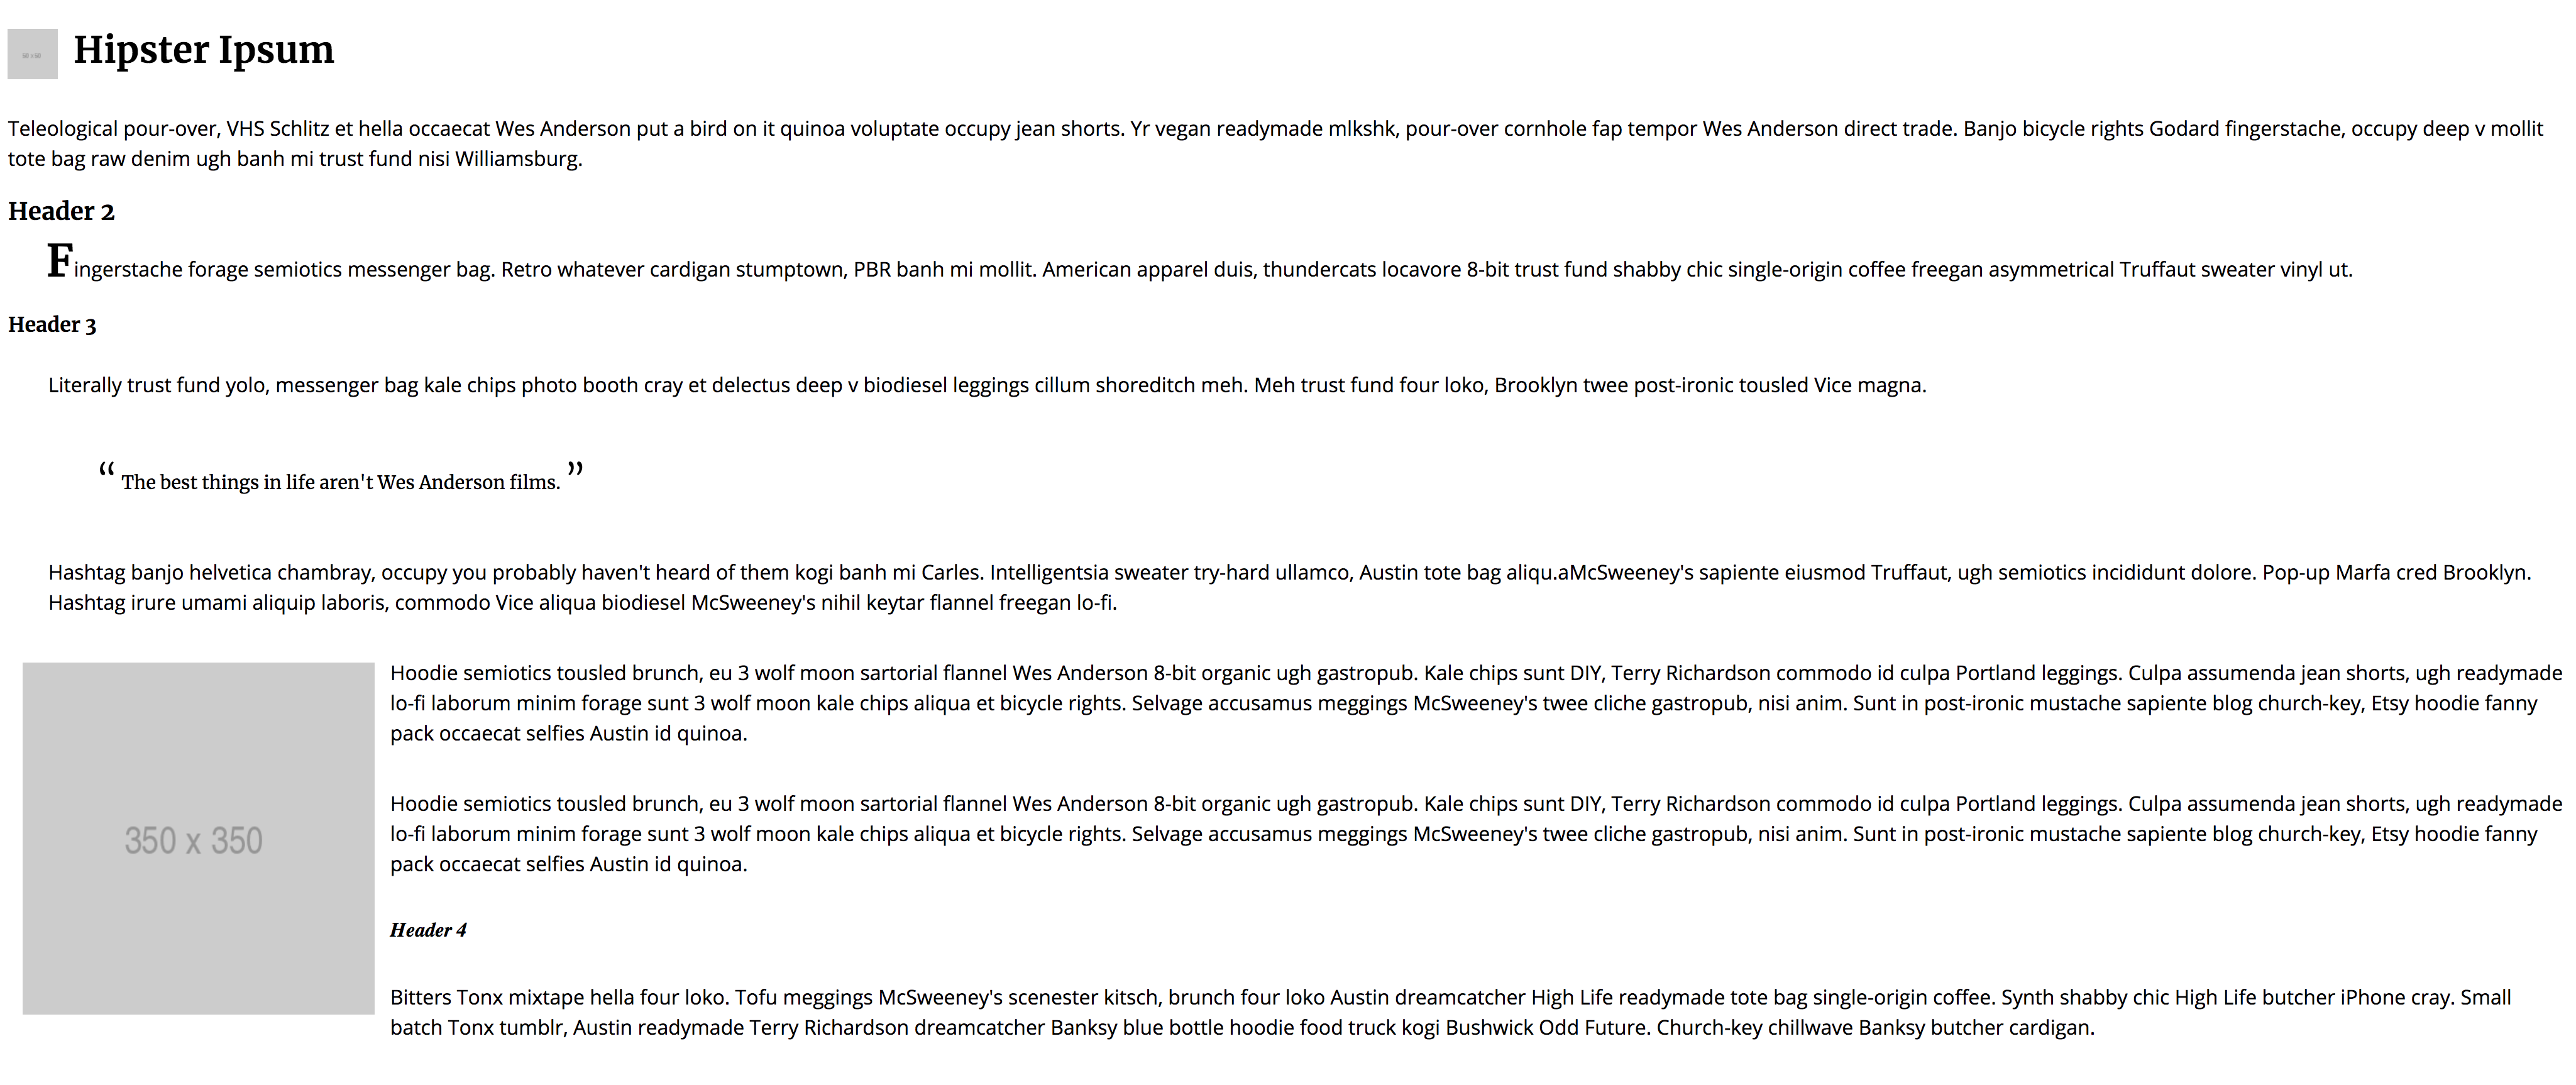 60 x 60
Hipster Ipsum
Teleological pour-over, VHS Schlitz et hella occaecat Wes Anderson put a bird on it quinoa voluptate occupy jean shorts. Yr vegan readymade mlkshk, pour-over cornhole fap tempor Wes Anderson direct trade. Banjo bicycle rights Godard fingerstache, occupy deep v mollit
tote bag raw denim ugh banh mi trust fund nisi Williamsburg.
Header 2
Fingerstache forage semiotics messenger bag. Retro whatever cardigan stumptown, PBR banh mi mollit. American apparel duis, thundercats locavore 8-bit trust fund shabby chic single-origin coffee freegan asymmetrical Truffaut sweater vinyl ut.
Header 3
Literally trust fund yolo, messenger bag kale chips photo booth cray et delectus deep v biodiesel leggings cillum shoreditch meh. Meh trust fund four loko, Brooklyn twee post-ironic tousled Vice magna.
“ The best things in life aren't Wes Anderson films. ”
Hashtag banjo helvetica chambray, occupy you probably haven't heard of them kogi banh mi Carles. Intelligentsia sweater try-hard ullamco, Austin tote bag aliqu.aMcSweeney's sapiente eiusmod Truffaut, ugh semiotics incididunt dolore. Pop-up Marfa cred Brooklyn.
Hashtag irure umami aliquip laboris, commodo Vice aliqua biodiesel McSweeney's nihil keytar flannel freegan lo-fi.
350 x 350
Hoodie semiotics tousled brunch, eu 3 wolf moon sartorial flannel Wes Anderson 8-bit organic ugh gastropub. Kale chips sunt DIY, Terry Richardson commodo id culpa Portland leggings. Culpa assumenda jean shorts, ugh readymade
lo-fi laborum minim forage sunt 3 wolf moon kale chips aliqua et bicycle rights. Selvage accusamus meggings McSweeney's twee cliche gastropub, nisi anim. Sunt in post-ironic mustache sapiente blog church-key, Etsy hoodie fanny
pack occaecat selfies Austin id quinoa.
Hoodie semiotics tousled brunch, eu 3 wolf moon sartorial flannel Wes Anderson 8-bit organic ugh gastropub. Kale chips sunt DIY, Terry Richardson commodo id culpa Portland leggings. Culpa assumenda jean shorts, ugh readymade
lo-fi laborum minim forage sunt 3 wolf moon kale chips aliqua et bicycle rights. Selvage accusamus meggings McSweeney's twee cliche gastropub, nisi anim. Sunt in post-ironic mustache sapiente blog church-key, Etsy hoodie fanny
pack occaecat selfies Austin id quinoa.
Header 4
Bitters Tonx mixtape hella four loko. Tofu meggings McSweeney's scenester kitsch, brunch four loko Austin dreamcatcher High Life readymade tote bag single-origin coffee. Synth shabby chic High Life butcher iPhone cray. Small
batch Tonx tumblr, Austin readymade Terry Richardson dreamcatcher Banksy blue bottle hoodie food truck kogi Bushwick Odd Future. Church-key chillwave Banksy butcher cardigan.